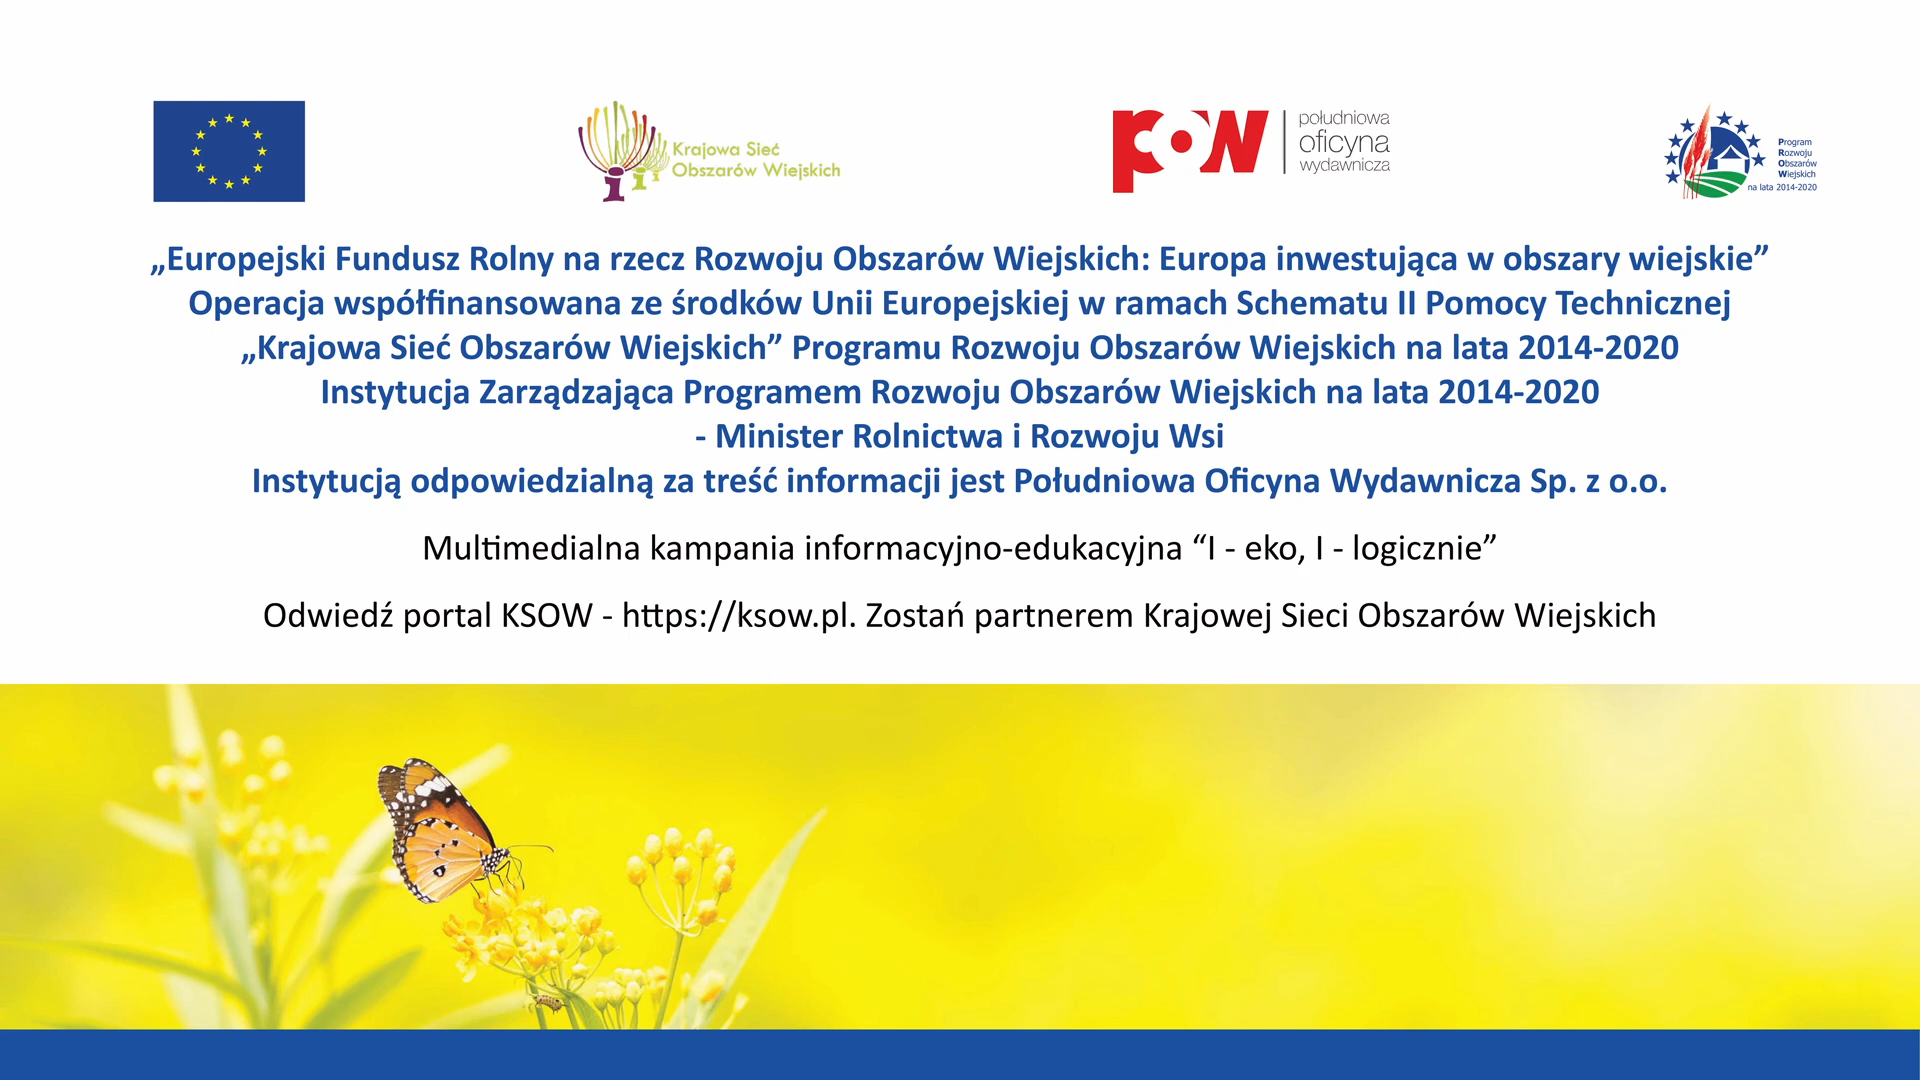 Krajowa Sieć
Obszarów Wiejskich
pow
południowa
oficyna
wydawnicza
Program
Rozwoju
Obszarów
Wiejskich
na lata 2014-2020
„Europejski Fundusz Rolny na rzecz Rozwoju Obszarów Wiejskich: Europa inwestująca w obszary wiejskie”
Operacja współfinansowana ze środków Unii Europejskiej w ramach Schematu II Pomocy Technicznej
„Krajowa Sieć Obszarów Wiejskich” Programu Rozwoju Obszarów Wiejskich na lata 2014-2020
Instytucja Zarządzająca Programem Rozwoju Obszarów Wiejskich na lata 2014-2020
- Minister Rolnictwa i Rozwoju Wsi
Instytucją odpowiedzialną za treść informacji jest Południowa Oficyna Wydawnicza Sp. z o.o.
Multimedialna kampania informacyjno-edukacyjna “I - eko, I - logicznie”
Odwiedź portal KSOW - https://ksow.pl. Zostań partnerem Krajowej Sieci Obszarów Wiejskich